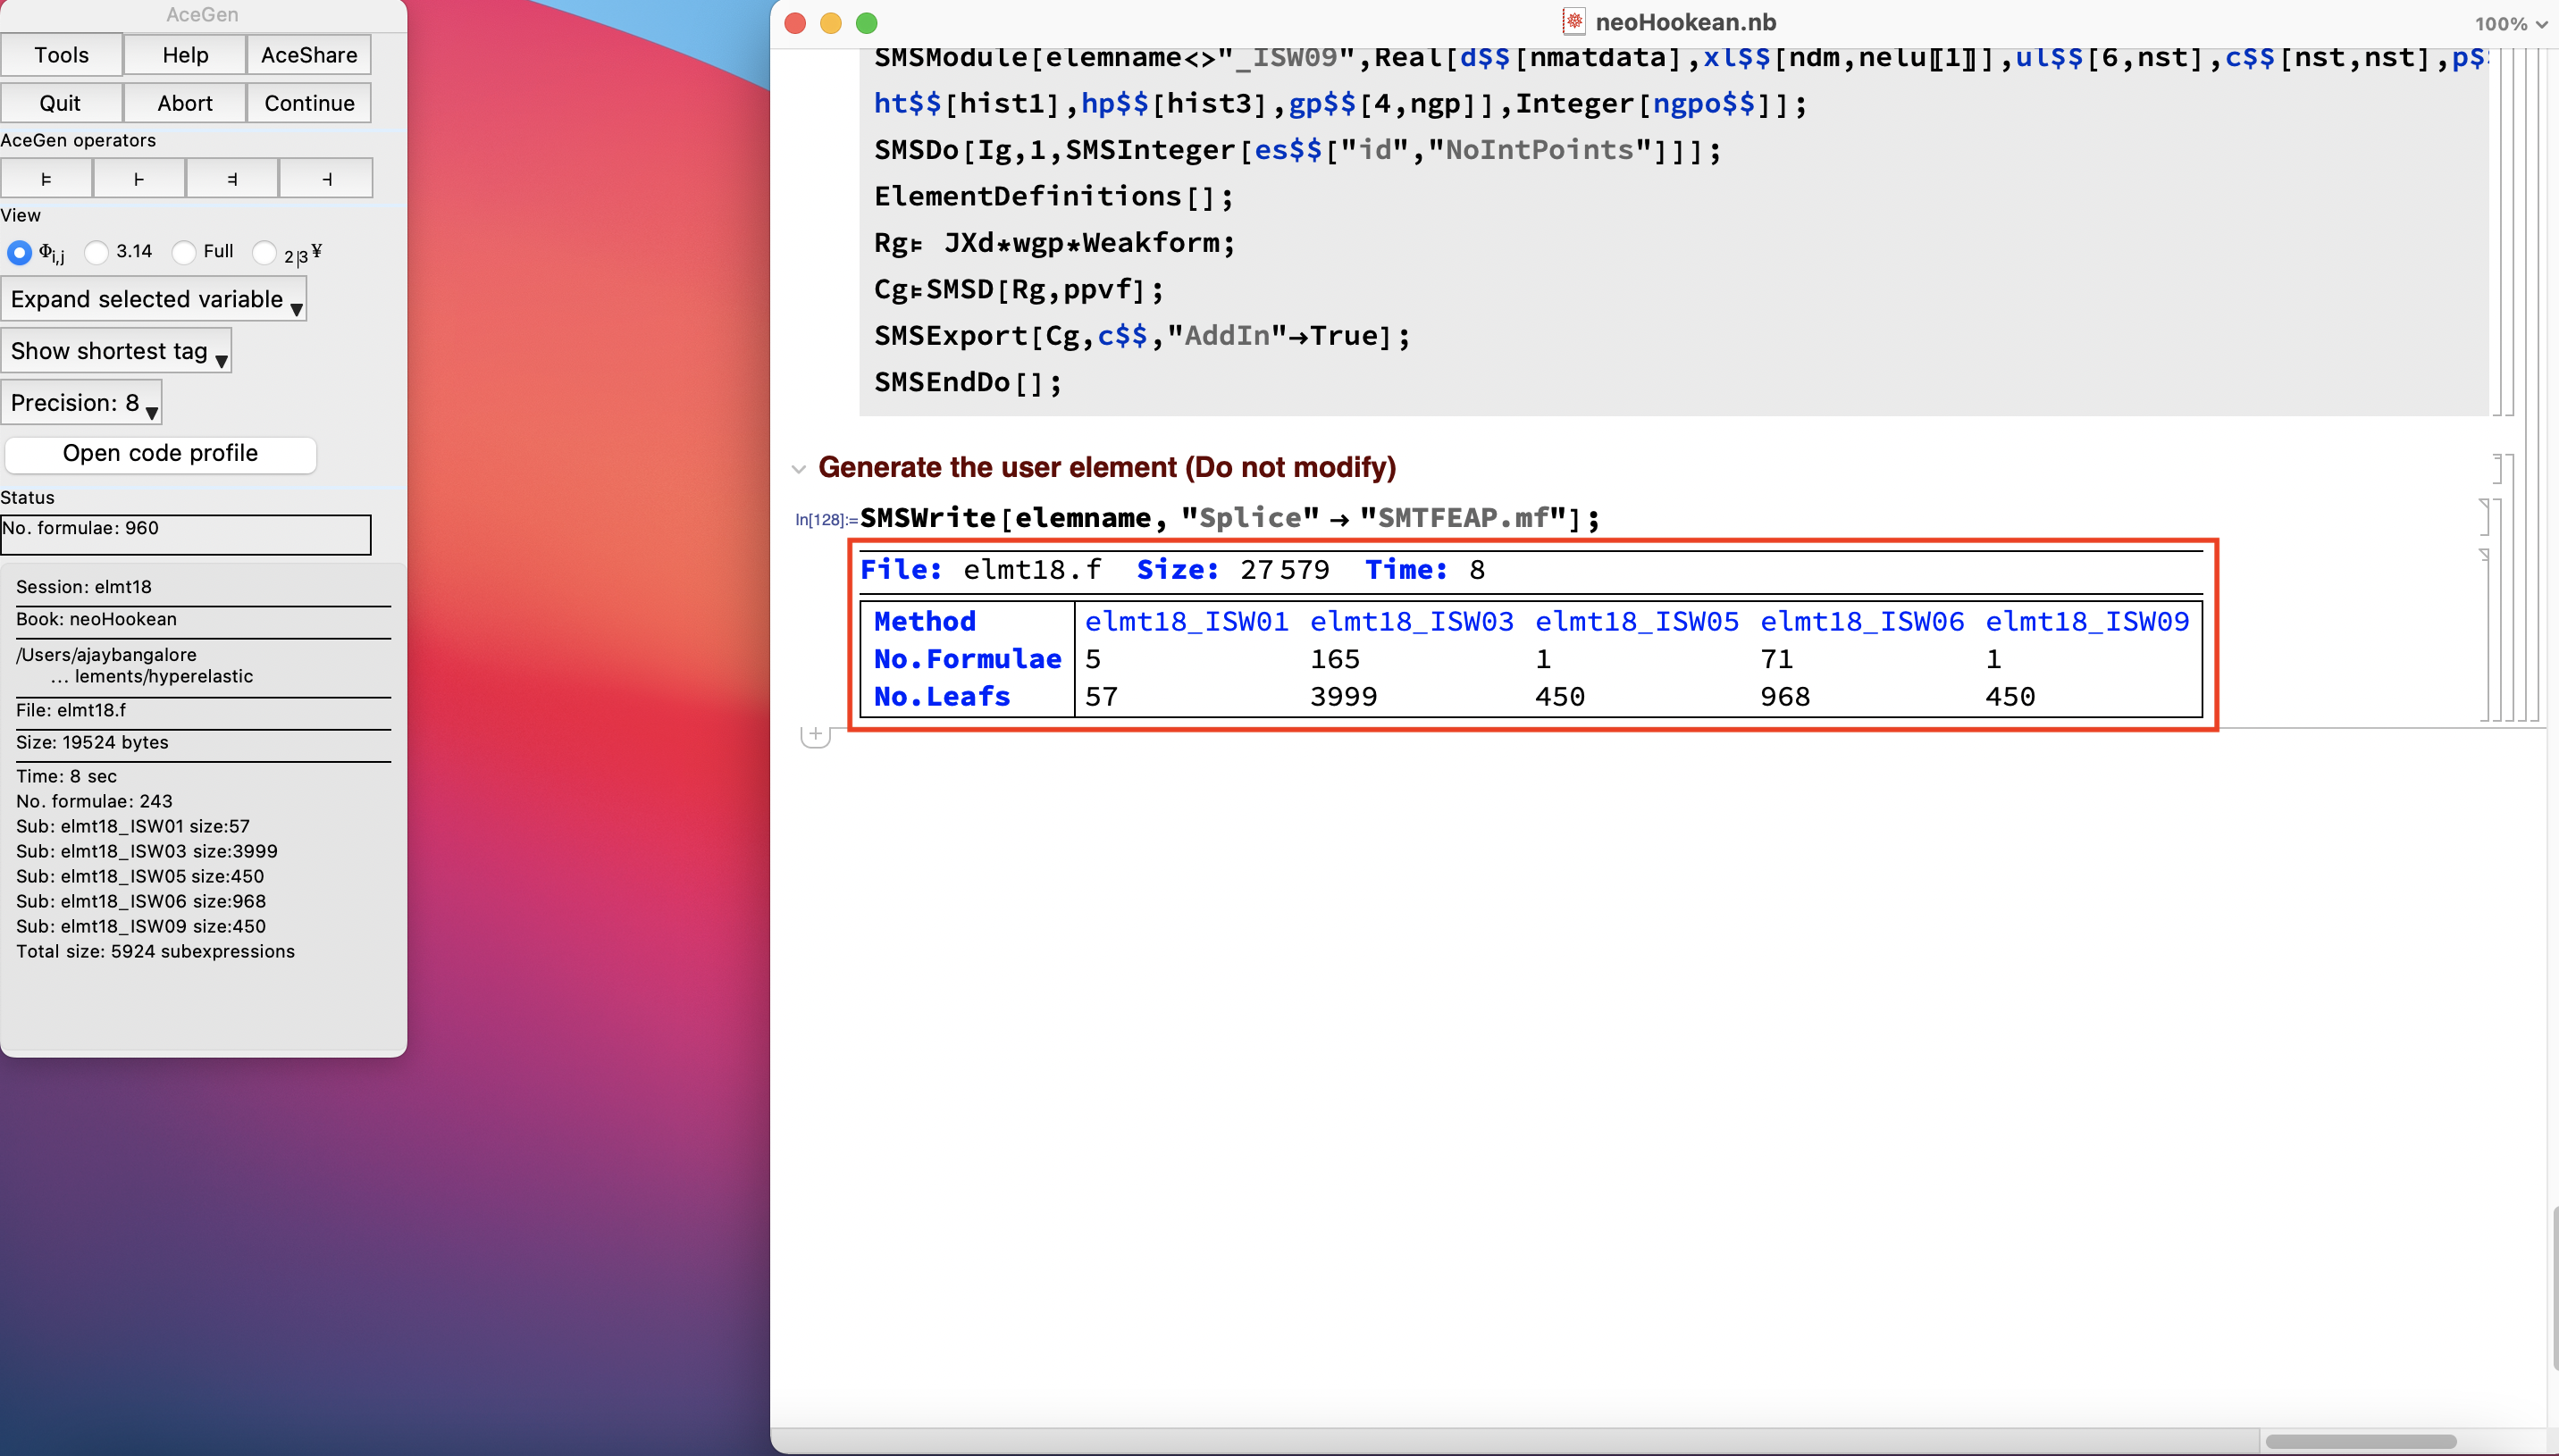 AceGen
Tools Help AceShare
Quit Abort Continue
AceGen operators
⊨ ⊢ ⫤ ⊣
View
Φi,j 3.14 Full 2|3¥
Expand selected variable
Show shortest tag
Precision: 8
Open code profile
Status
No. formulae: 960
Session: elmt18
Book: neoHookean
/Users/ajaybangalore
... lements/hyperelastic
File: elmt18.f
Size: 19524 bytes
Time: 8 sec
No. formulae: 243
Sub: elmt18_ISW01 size:57
Sub: elmt18_ISW03 size:3999
Sub: elmt18_ISW05 size:450
Sub: elmt18_ISW06 size:968
Sub: elmt18_ISW09 size:450
Total size: 5924 subexpressions
neoHookean.nb
100%
SMSModule[elemname<>"_ISW09",Real[d$$[nmatdata],xl$$[ndm,nelu〚1〛],ul$$[6,nst],c$$[nst,nst],p$
ht$$[hist1],hp$$[hist3],gp$$[4,ngp]],Integer[ngpo$$]];
SMSDo[Ig,1,SMSInteger[es$$["id","NoIntPoints"]]];
ElementDefinitions[];
Rg⊨ JXd*wgp*Weakform;
Cg⊨SMSD[Rg,ppvf];
SMSExport[Cg,c$$,"AddIn"→True];
SMSEndDo[];
Generate the user element (Do not modify)
In[128]:=SMSWrite[elemname, "Splice" → "SMTFEAP.mf"];
File: elmt18.f Size: 27579 Time: 8
Method elmt18_ISW01 elmt18_ISW03 elmt18_ISW05 elmt18_ISW06 elmt18_ISW09
No.Formulae 5 165 1 71 1
No.Leafs 57 3999 450 968 450